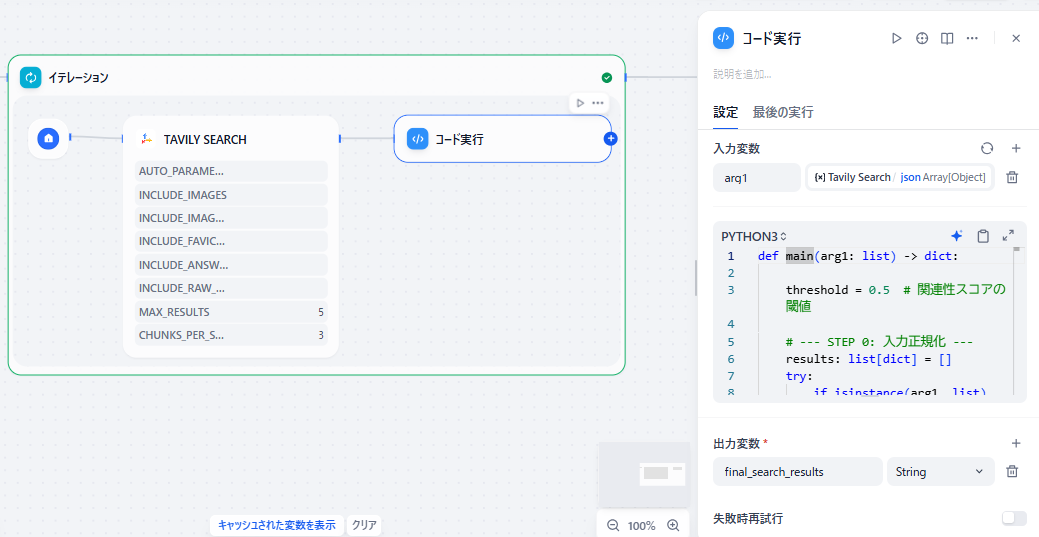 イテレーション
TAVILY SEARCH
AUTO_PARAME...
INCLUDE_IMAGES
INCLUDE_IMAG...
INCLUDE_FAVIC...
INCLUDE_ANSW...
INCLUDE_RAW_...
MAX_RESULTS 5
CHUNKS_PER_S... 3
コード実行
キャッシュされた変数を表示 クリア
100%
コード実行
説明を追加...
設定 最後の実行
入力変数
arg1 {x} Tavily Search / json Array[Object]
PYTHON3
1 def main(arg1: list) -> dict:
2
3 threshold = 0.5 # 関連性スコアの
閾値
4
5 # --- STEP 0: 入力正規化 ---
6 results: list[dict] = []
7 try:
8 if isinstance(arg1, list)
出力変数 *
final_search_results String
失敗時再試行